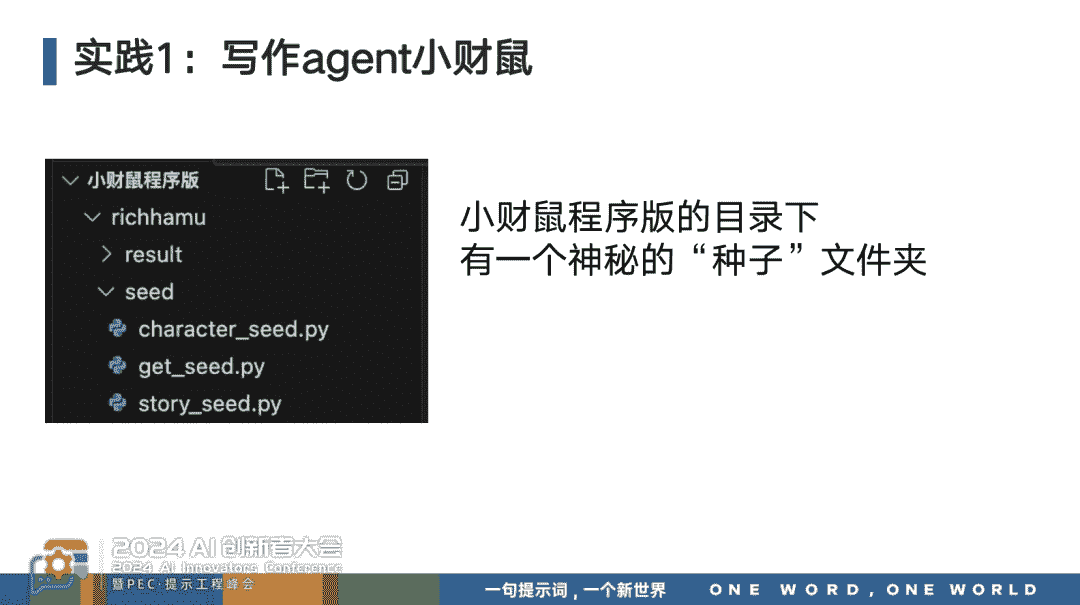 实践1：写作agent小财鼠
小财鼠程序版
richhamu
result
seed
character_seed.py
get_seed.py
story_seed.py
小财鼠程序版的目录下
有一个神秘的“种子”文件夹
2024 AI 创新者大会
2024 AI Innovators Conference
暨PEC·提示工程峰会
一句提示词，一个新世界
ONE WORD, ONE WORLD